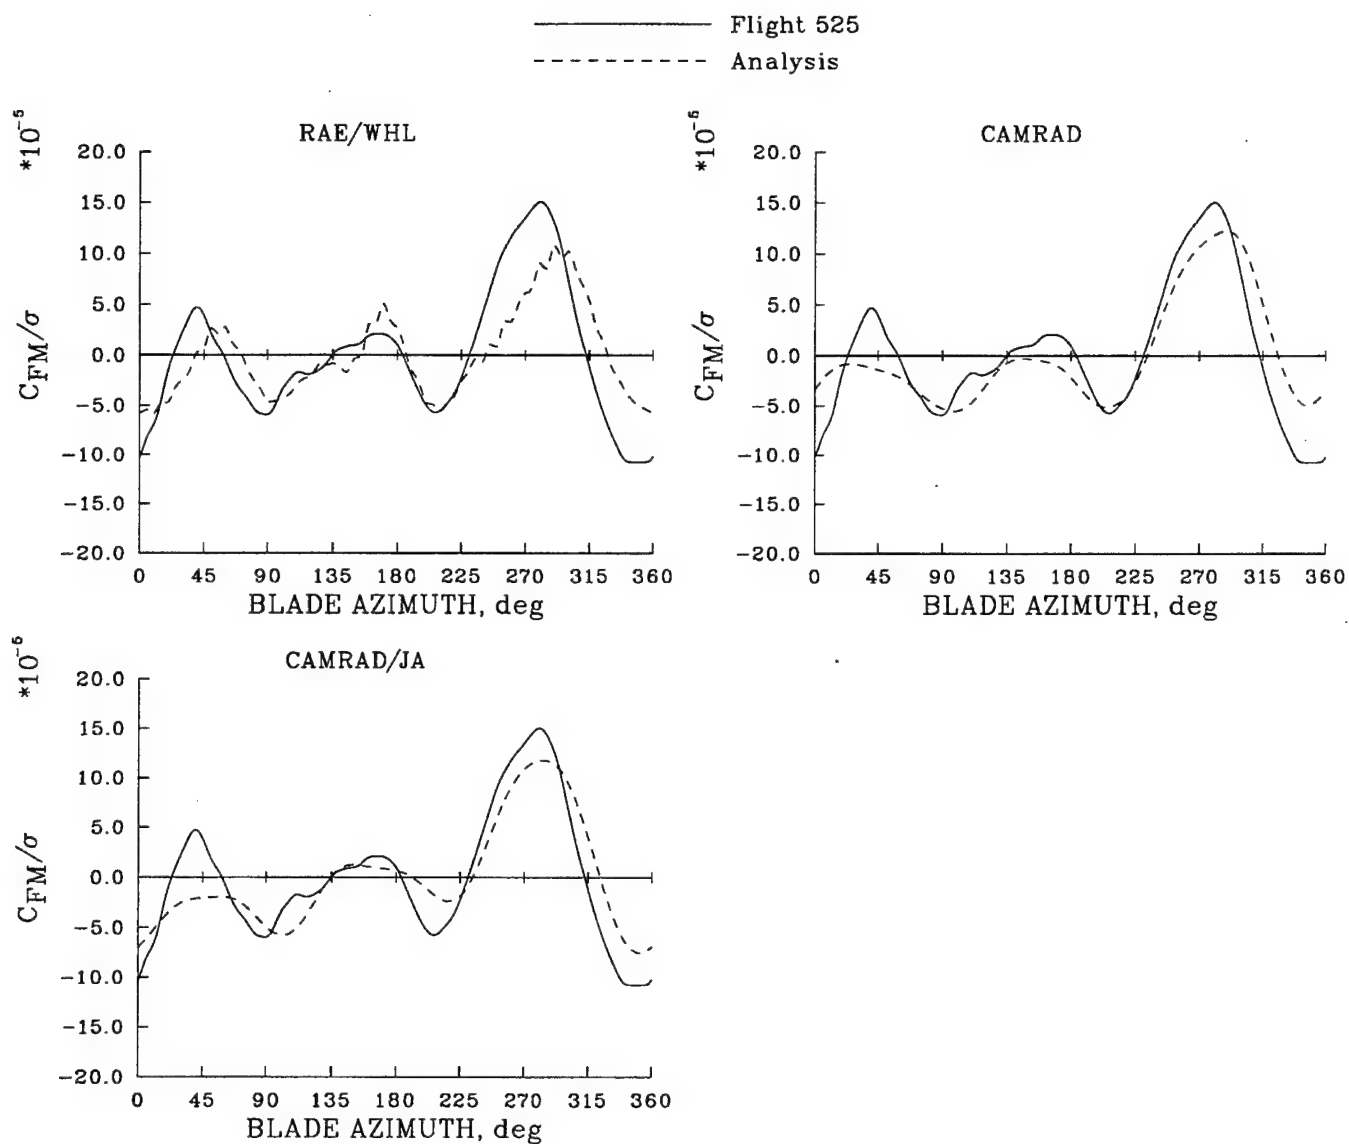 Flight 525
Analysis
RAE/WHL
*10⁻⁵
20.0
15.0
10.0
5.0
0.0
−5.0
−10.0
−15.0
−20.0
C_FM/σ
0 45 90 135 180 225 270 315 360
BLADE AZIMUTH, deg
CAMRAD
*10⁻⁵
20.0
15.0
10.0
5.0
0.0
−5.0
−10.0
−15.0
−20.0
C_FM/σ
0 45 90 135 180 225 270 315 360
BLADE AZIMUTH, deg
CAMRAD/JA
*10⁻⁵
20.0
15.0
10.0
5.0
0.0
−5.0
−10.0
−15.0
−20.0
C_FM/σ
0 45 90 135 180 225 270 315 360
BLADE AZIMUTH, deg